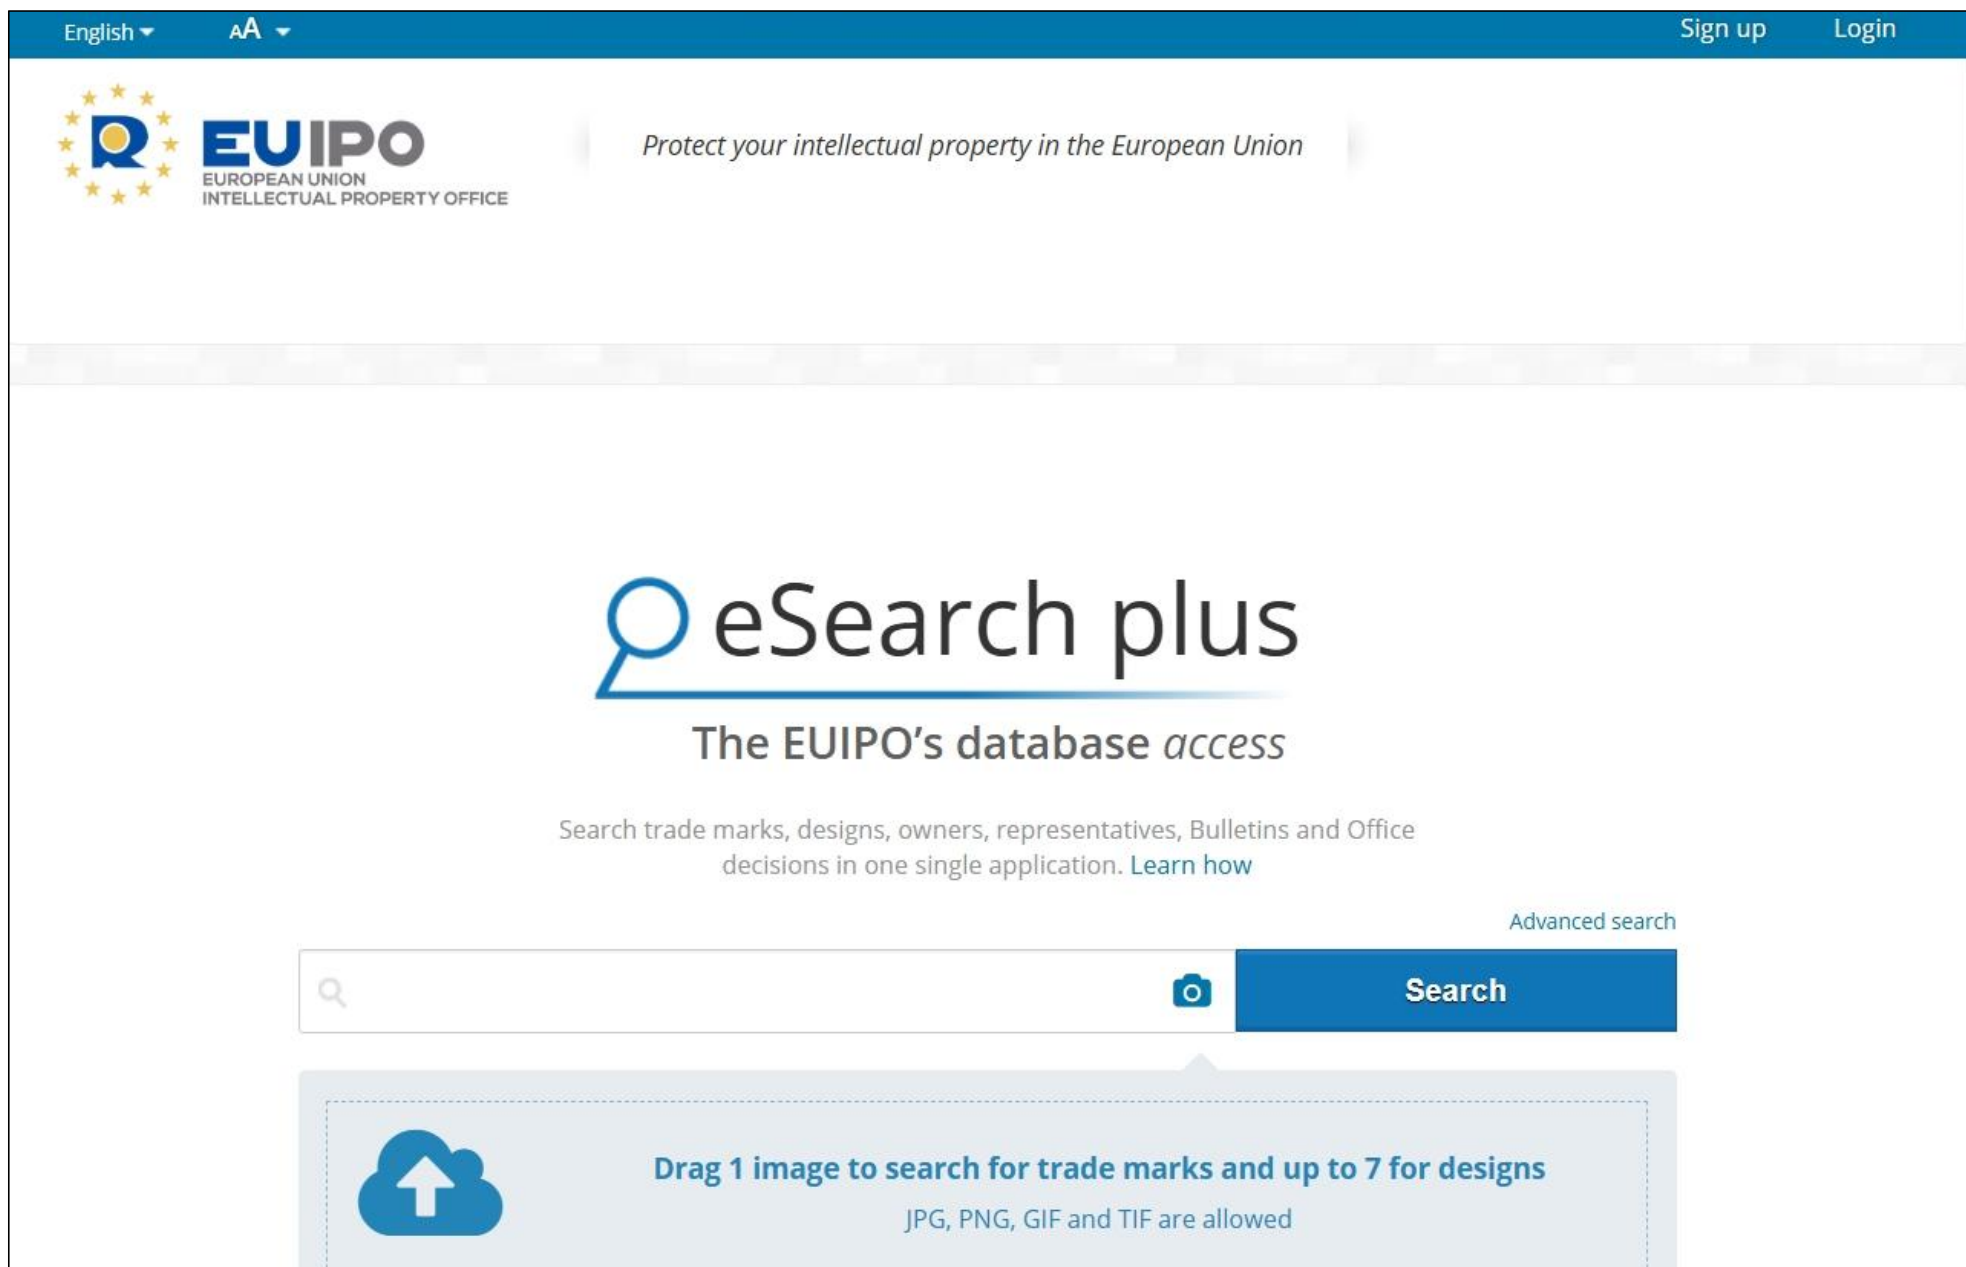 English
AA
Sign up
Login
EUIPO
EUROPEAN UNION
INTELLECTUAL PROPERTY OFFICE
Protect your intellectual property in the European Union
eSearch plus
The EUIPO's database access
Search trade marks, designs, owners, representatives, Bulletins and Office
decisions in one single application. Learn how
Advanced search
Search
Drag 1 image to search for trade marks and up to 7 for designs
JPG, PNG, GIF and TIF are allowed